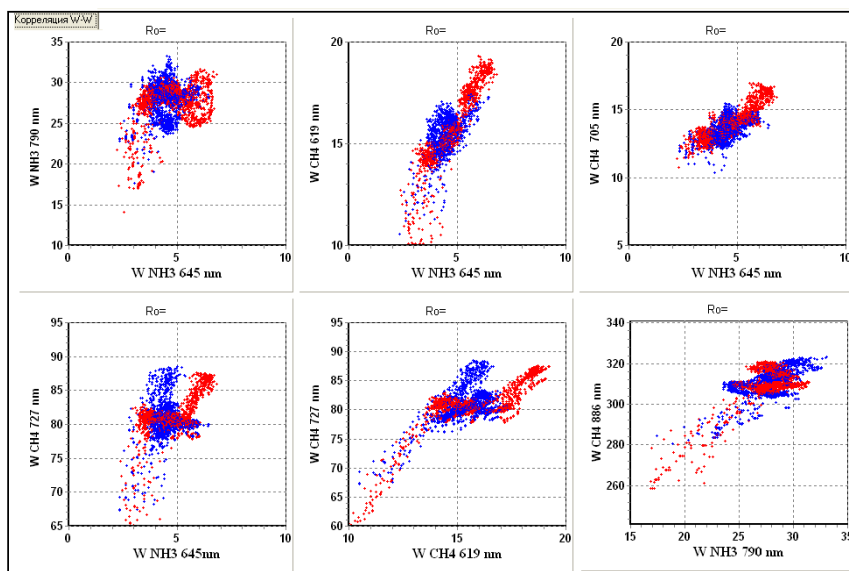 Корреляция W-W
Ro=
W NH3 790 nm
35
30
25
20
15
10
0
5
10
W NH3 645 nm
Ro=
W CH4 619 nm
20
15
10
0
5
10
W NH3 645 nm
Ro=
W CH4 705 nm
20
15
10
5
0
5
10
W NH3 645 nm
Ro=
W CH4 727 nm
95
90
85
80
75
70
65
0
5
10
W NH3 645nm
Ro=
W CH4 727 nm
95
90
85
80
75
70
65
60
10
15
20
W CH4 619 nm
Ro=
W CH4 886 nm
340
320
300
280
260
15
20
25
30
35
W NH3 790 nm